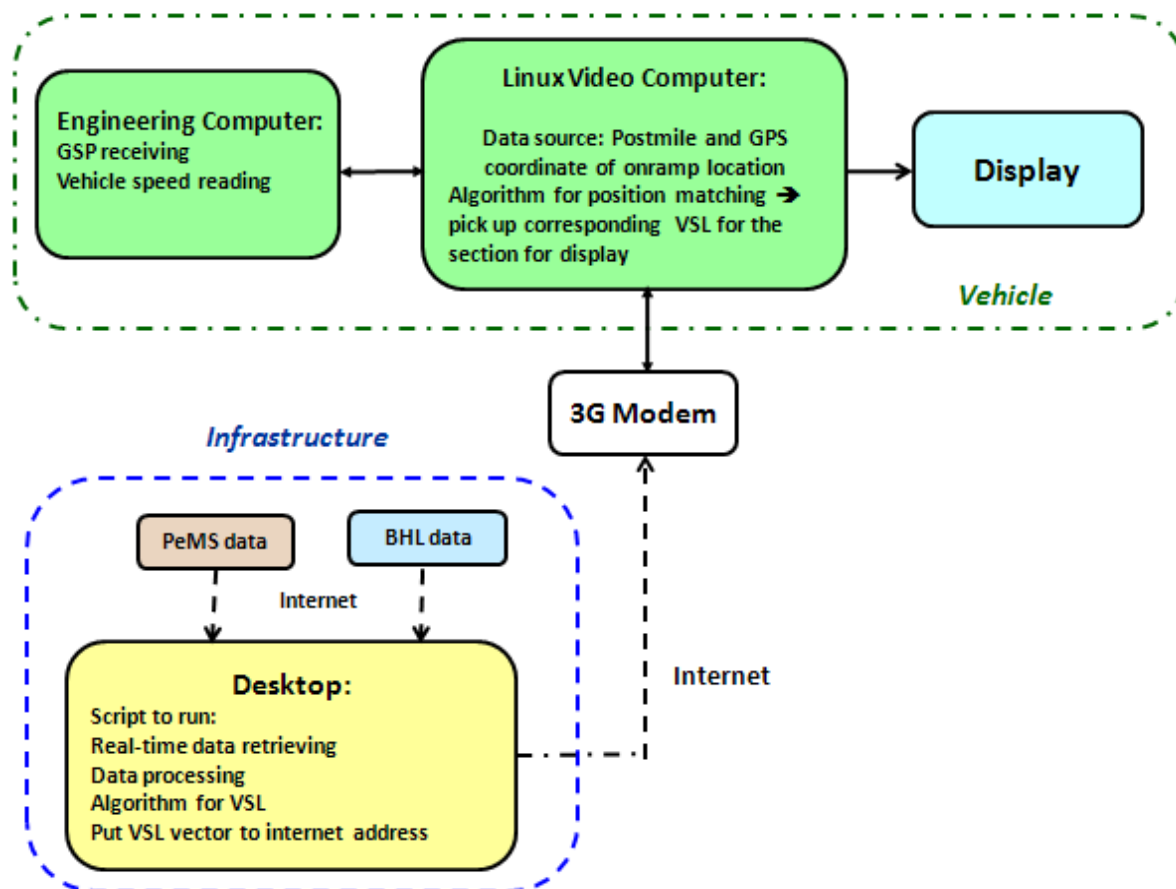 Engineering Computer:
GSP receiving
Vehicle speed reading
Linux Video Computer:
Data source: Postmile and GPS
coordinate of onramp location
Algorithm for position matching ➔
pick up corresponding VSL for the
section for display
Display
Vehicle
3G Modem
Infrastructure
PeMS data
BHL data
Internet
Desktop:
Script to run:
Real-time data retrieving
Data processing
Algorithm for VSL
Put VSL vector to internet address
Internet